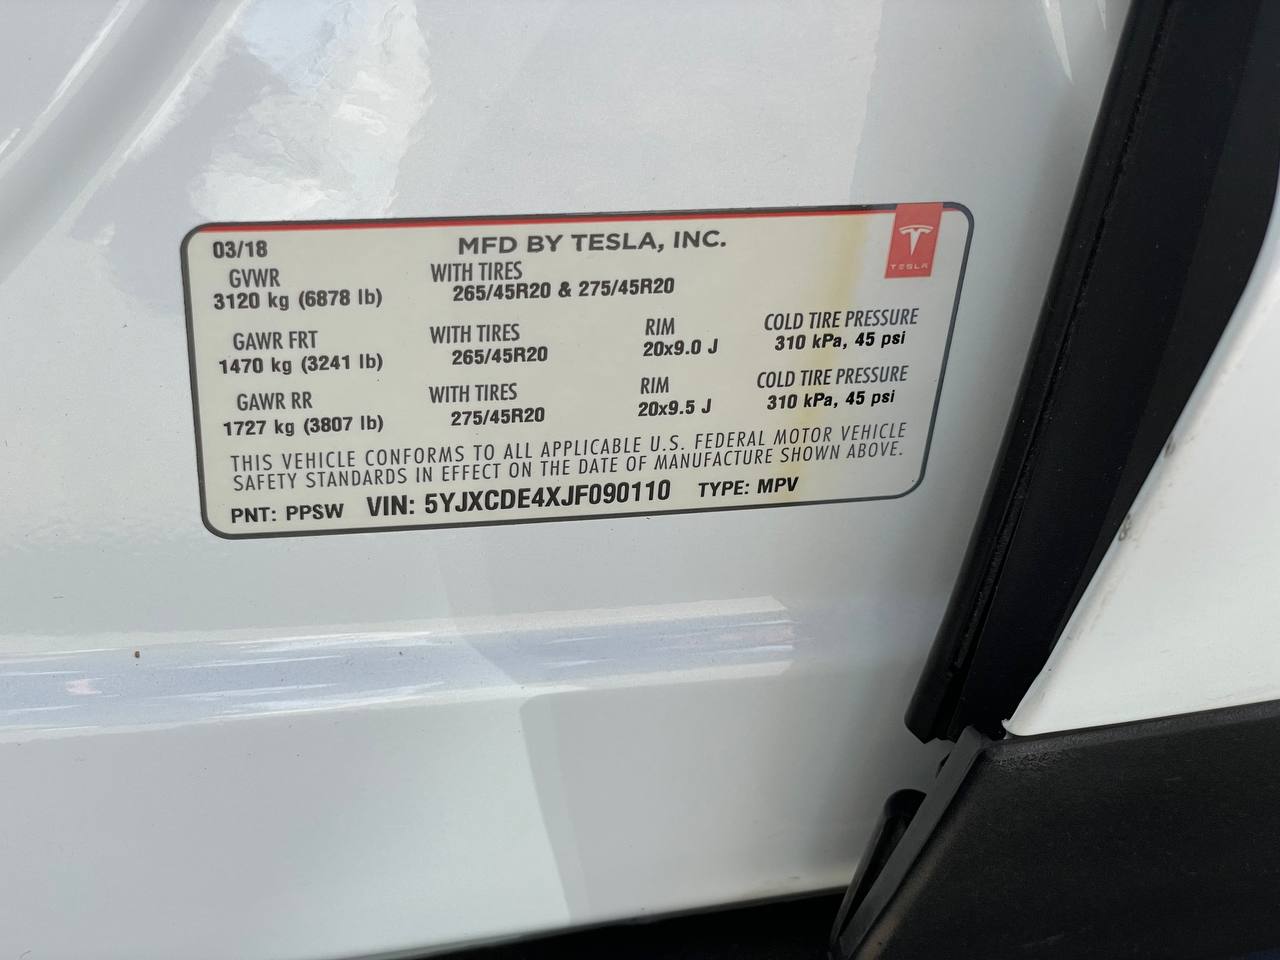 03/18 MFD BY TESLA, INC.
TESLA
GVWR WITH TIRES
3120 kg (6878 lb) 265/45R20 & 275/45R20
GAWR FRT WITH TIRES RIM COLD TIRE PRESSURE
1470 kg (3241 lb) 265/45R20 20x9.0 J 310 kPa, 45 psi
GAWR RR WITH TIRES RIM COLD TIRE PRESSURE
1727 kg (3807 lb) 275/45R20 20x9.5 J 310 kPa, 45 psi
THIS VEHICLE CONFORMS TO ALL APPLICABLE U.S. FEDERAL MOTOR VEHICLE
SAFETY STANDARDS IN EFFECT ON THE DATE OF MANUFACTURE SHOWN ABOVE.
PNT: PPSW VIN: 5YJXCDE4XJF090110 TYPE: MPV